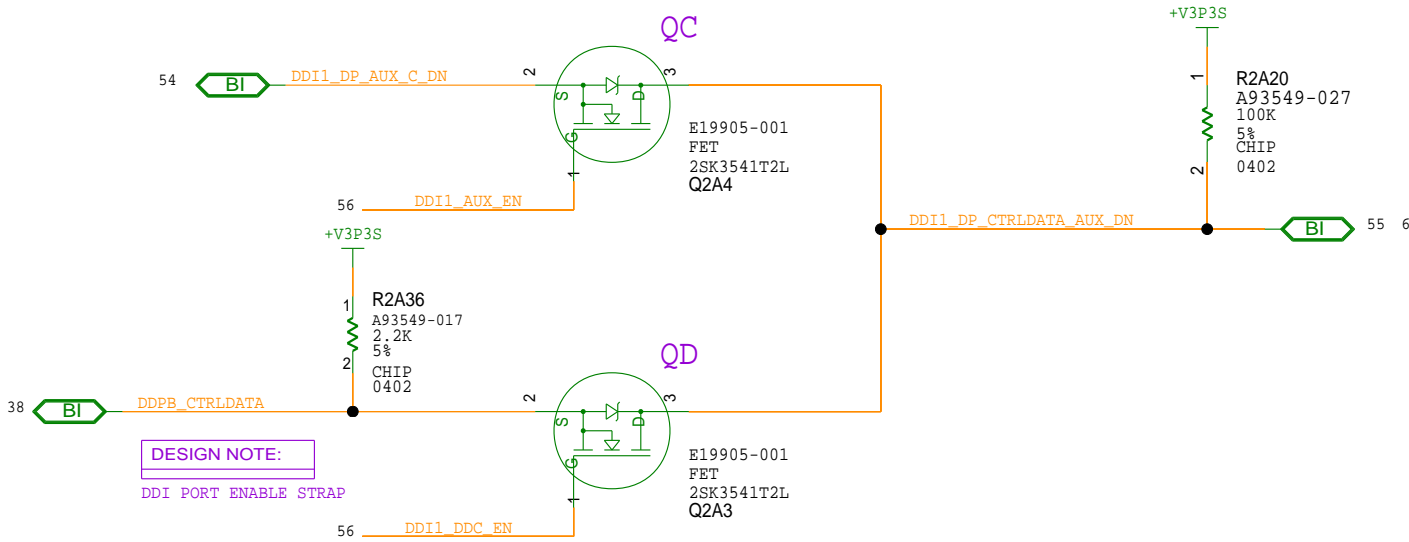 QC
+V3P3S
54
BI
DDI1_DP_AUX_C_DN
2
3
S
D
G
1
E19905-001
FET
2SK3541T2L
Q2A4
1
R2A20
A93549-027
100K
5%
CHIP
0402
2
56
DDI1_AUX_EN
DDI1_DP_CTRLDATA_AUX_DN
BI
55 6
+V3P3S
1
R2A36
A93549-017
2.2K
5%
2
CHIP
0402
QD
38
BI
DDPB_CTRLDATA
2
3
S
D
G
1
E19905-001
FET
2SK3541T2L
Q2A3
DESIGN NOTE:
DDI PORT ENABLE STRAP
56
DDI1_DDC_EN